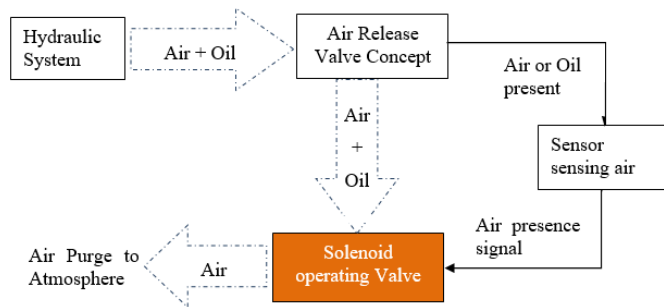 Hydraulic
System
Air + Oil
Air Release
Valve Concept
Air or Oil
present
Air
+
Oil
Sensor
sensing air
Air presence
signal
Solenoid
operating Valve
Air
Air Purge to
Atmosphere